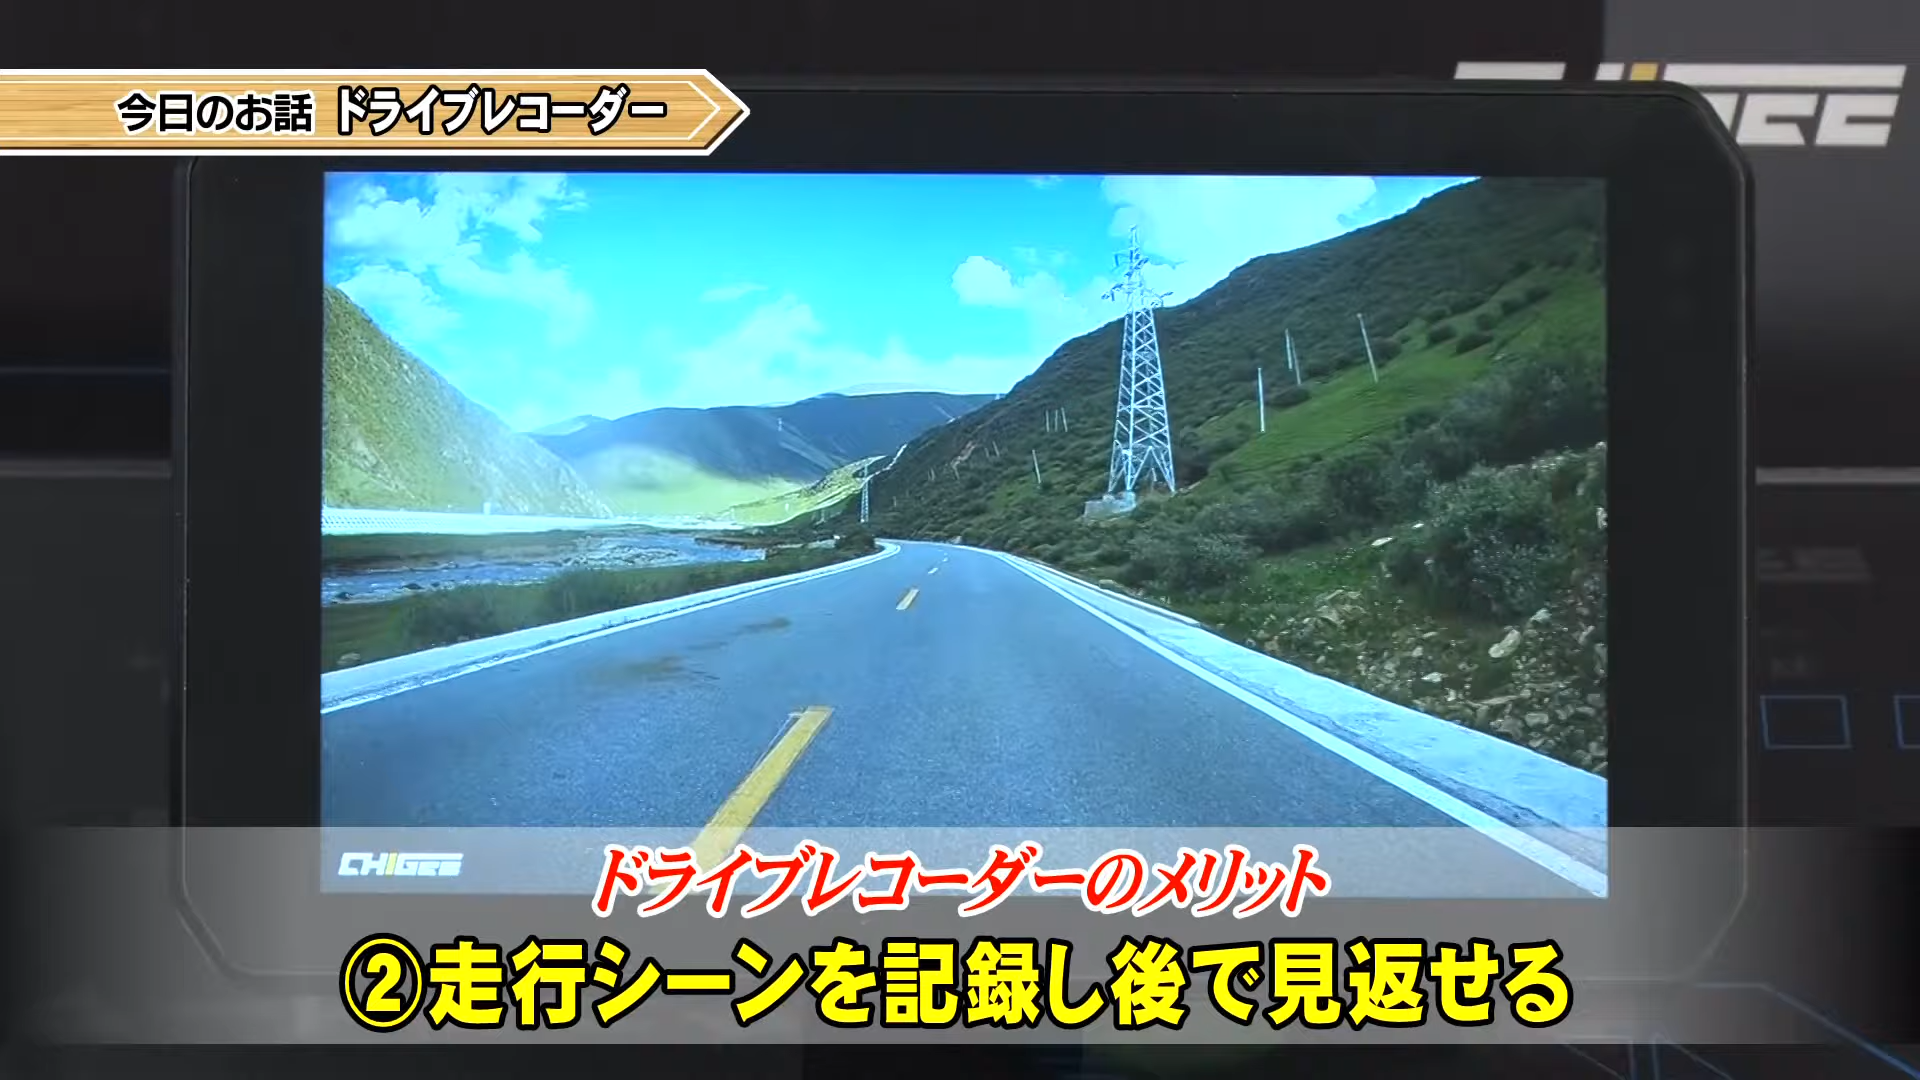 今日のお話 ドライブレコーダー
CHIGEE
ドライブレコーダーのメリット
②走行シーンを記録し後で見返せる